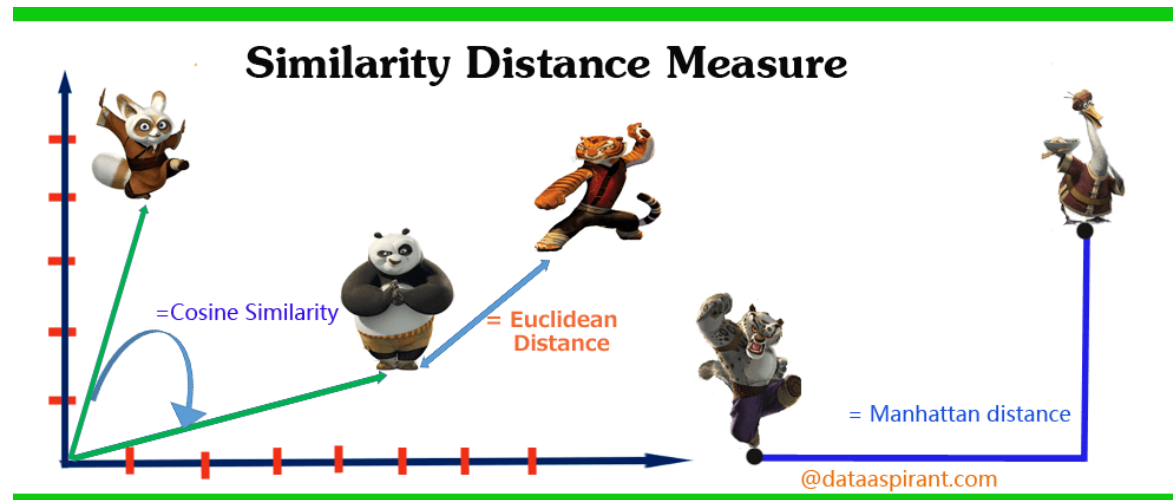 Similarity Distance Measure
=Cosine Similarity
= Euclidean
Distance
= Manhattan distance
@dataaspirant.com